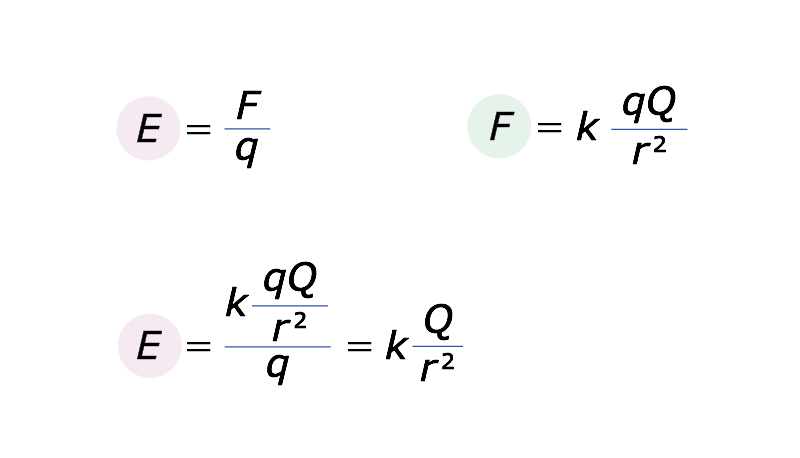 E = F/q
F = k qQ/r²
E = (k qQ/r²)/q = k Q/r²